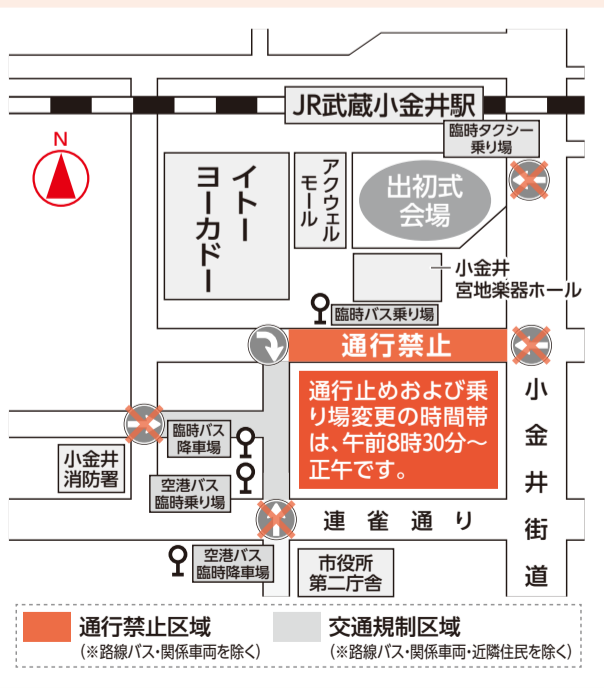 JR武蔵小金井駅
臨時タクシー
乗り場
N
イトー
ヨーカドー
アクウェル
モール
出初式
会場
小金井
宮地楽器ホール
臨時バス乗り場
通行禁止
通行止めおよび乗
り場変更の時間帯
は、午前8時30分～
正午です。
小金井街道
臨時バス
降車場
小金井
消防署
空港バス
臨時乗り場
連雀通り
空港バス
臨時降車場
市役所
第二庁舎
通行禁止区域
(※路線バス・関係車両を除く)
交通規制区域
(※路線バス・関係車両・近隣住民を除く)